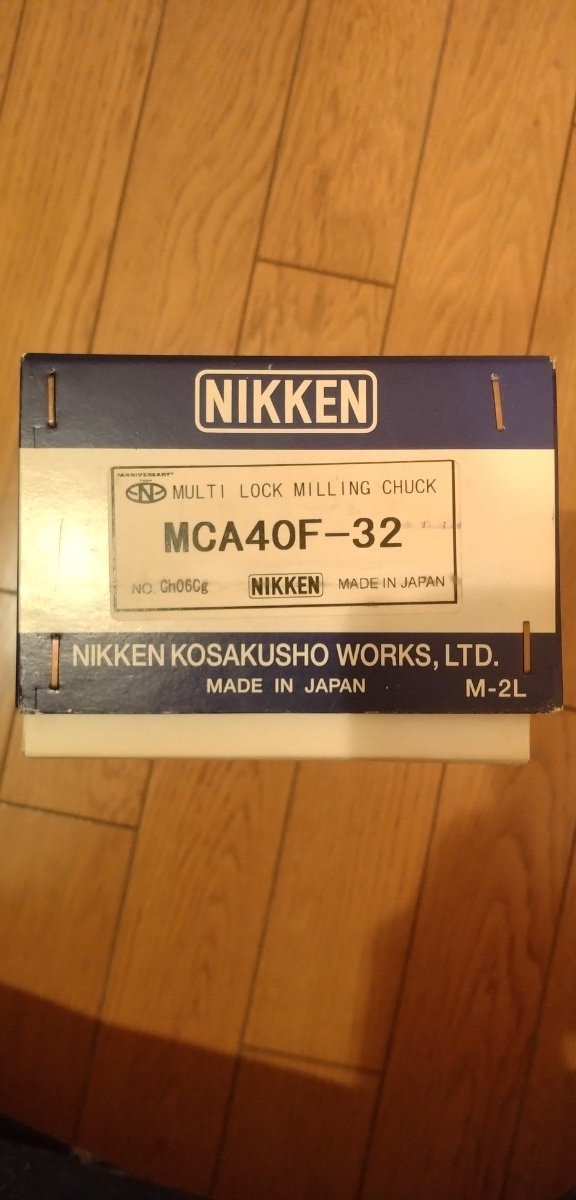 NIKKEN
"ANNIVERSARY"
N MULTI LOCK MILLING CHUCK
MCA40F-32
NO. Ch06Cg NIKKEN MADE IN JAPAN
NIKKEN KOSAKUSHO WORKS, LTD.
MADE IN JAPAN M-2L